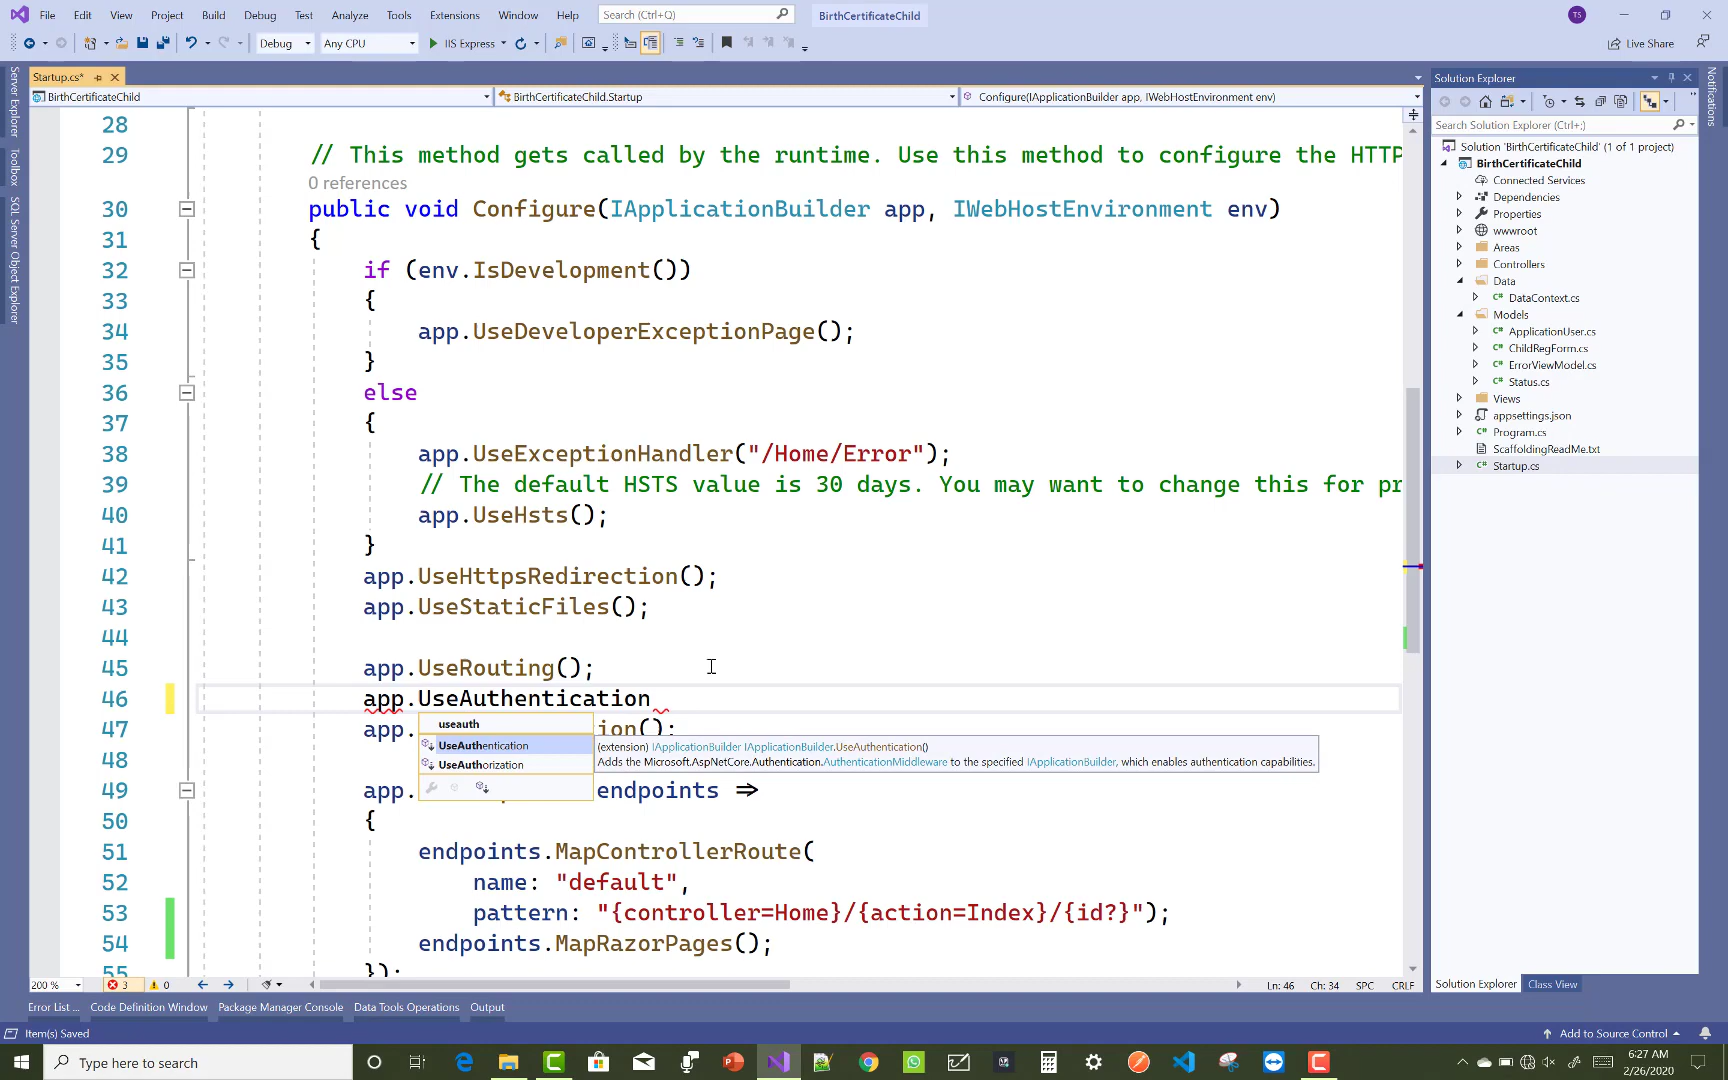 File Edit View Project Build Debug Test Analyze Tools Extensions Window Help Search (Ctrl+Q) BirthCertificateChild TS
Debug Any CPU IIS Express Live Share
Startup.cs*
BirthCertificateChild BirthCertificateChild.Startup Configure(IApplicationBuilder app, IWebHostEnvironment env)
Server Explorer
Toolbox
SQL Server Object Explorer
28
29 // This method gets called by the runtime. Use this method to configure the HTTP
0 references
30 public void Configure(IApplicationBuilder app, IWebHostEnvironment env)
31 {
32 if (env.IsDevelopment())
33 {
34 app.UseDeveloperExceptionPage();
35 }
36 else
37 {
38 app.UseExceptionHandler("/Home/Error");
39 // The default HSTS value is 30 days. You may want to change this for pr
40 app.UseHsts();
41 }
42 app.UseHttpsRedirection();
43 app.UseStaticFiles();
44
45 app.UseRouting();
46 app.UseAuthentication
47 app. ion();
48
49 app. endpoints =>
50 {
51 endpoints.MapControllerRoute(
52 name: "default",
53 pattern: "{controller=Home}/{action=Index}/{id?}");
54 endpoints.MapRazorPages();
55 });
useauth
UseAuthentication
UseAuthorization
(extension) IApplicationBuilder IApplicationBuilder.UseAuthentication()
Adds the Microsoft.AspNetCore.Authentication.AuthenticationMiddleware to the specified IApplicationBuilder, which enables authentication capabilities.
200 % 3 0 Ln: 46 Ch: 34 SPC CRLF
Solution Explorer
Search Solution Explorer (Ctrl+;)
Solution 'BirthCertificateChild' (1 of 1 project)
BirthCertificateChild
Connected Services
Dependencies
Properties
wwwroot
Areas
Controllers
Data
DataContext.cs
Models
ApplicationUser.cs
ChildRegForm.cs
ErrorViewModel.cs
Status.cs
Views
appsettings.json
Program.cs
ScaffoldingReadMe.txt
Startup.cs
Solution Explorer Class View
Notifications
Error List ... Code Definition Window Package Manager Console Data Tools Operations Output
Item(s) Saved Add to Source Control
Type here to search
6:27 AM
2/26/2020